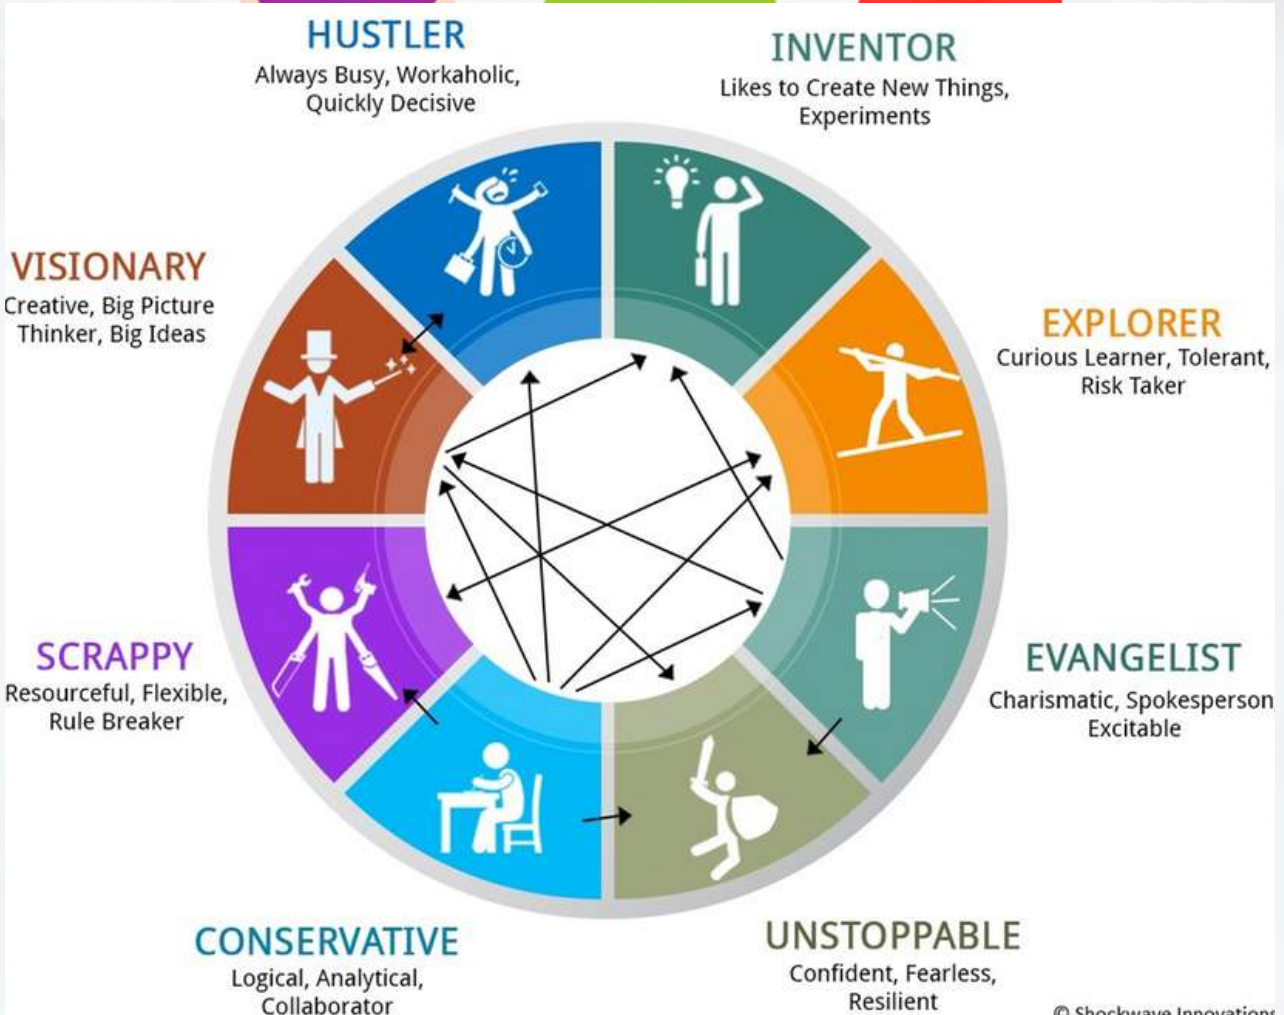 HUSTLER
Always Busy, Workaholic,
Quickly Decisive
INVENTOR
Likes to Create New Things,
Experiments
VISIONARY
Creative, Big Picture
Thinker, Big Ideas
EXPLORER
Curious Learner, Tolerant,
Risk Taker
SCRAPPY
Resourceful, Flexible,
Rule Breaker
EVANGELIST
Charismatic, Spokesperson
Excitable
CONSERVATIVE
Logical, Analytical,
Collaborator
UNSTOPPABLE
Confident, Fearless,
Resilient
© Shockwave Innovations